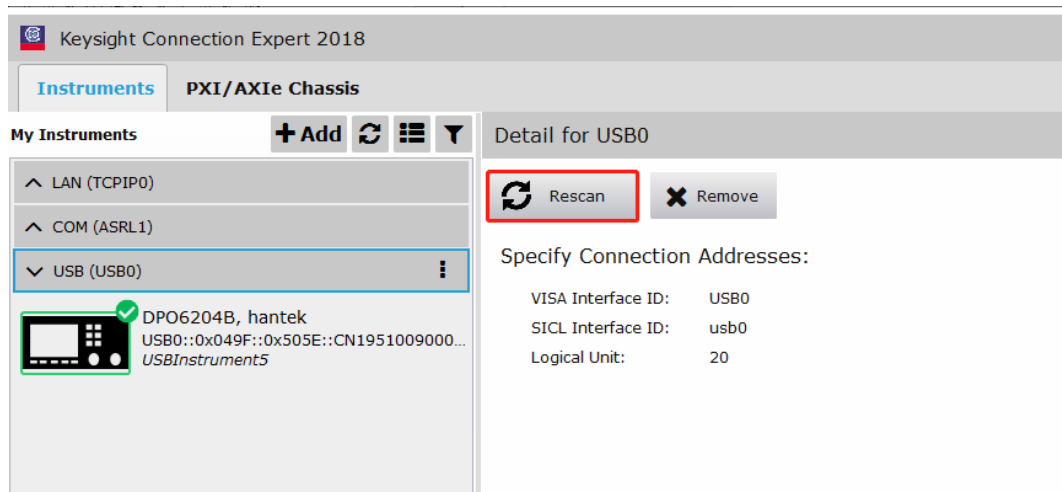 Keysight Connection Expert 2018
Instruments PXI/AXIe Chassis
My Instruments
Add
LAN (TCPIP0)
COM (ASRL1)
USB (USB0)
DPO6204B, hantek
USB0::0x049F::0x505E::CN1951009000...
USBInstrument5
Detail for USB0
Rescan Remove
Specify Connection Addresses:
VISA Interface ID: USB0
SICL Interface ID: usb0
Logical Unit: 20